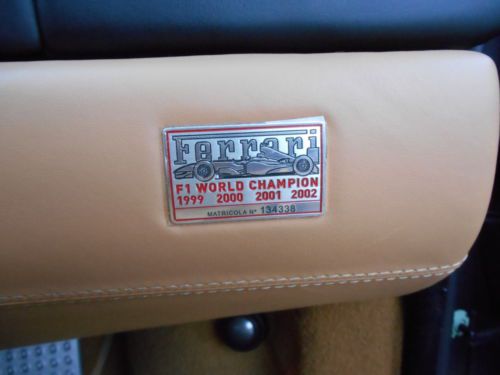 Ferrari
F1 WORLD CHAMPION
1999 2000 2001 2002
MATRICOLA N° 134338